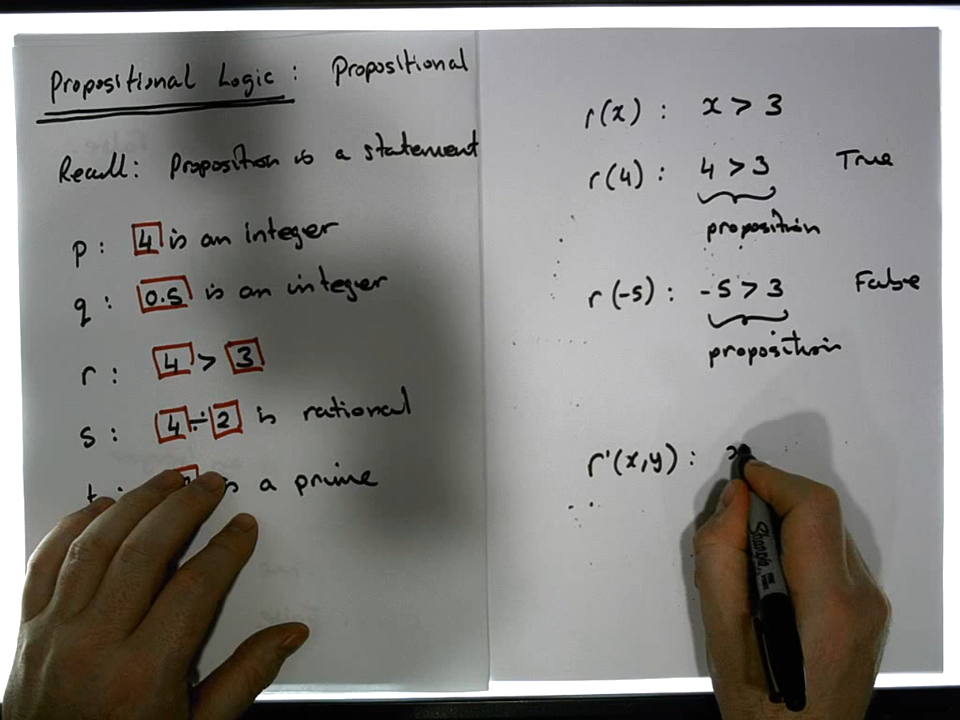 Propositional Logic: Propositional
Recall: Proposition is a statement
p: 4 is an integer
q: 0.5 is an integer
r: 4 > 3
s: 4 ÷ 2 is rational
is a prime
r(x): x > 3
r(4): 4 > 3 True
proposition
r(-5): -5 > 3 False
proposition
r'(x,y): x
Sharpie